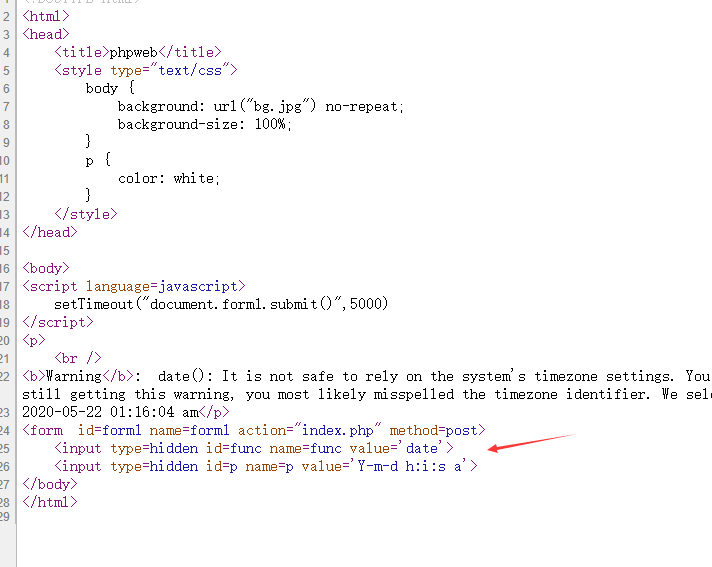 2 <html>
3 <head>
4 <title>phpweb</title>
5 <style type="text/css">
6 body {
7 background: url("bg.jpg") no-repeat;
8 background-size: 100%;
9 }
10 p {
11 color: white;
12 }
13 </style>
14 </head>
15
16 <body>
17 <script language=javascript>
18 setTimeout("document.form1.submit()",5000)
19 </script>
20 <p>
21 <br />
22 <b>Warning</b>:  date(): It is not safe to rely on the system's timezone settings. You
still getting this warning, you most likely misspelled the timezone identifier. We sele
23 2020-05-22 01:16:04 am</p>
24 <form  id=form1 name=form1 action="index.php" method=post>
25 <input type=hidden id=func name=func value='date'>
26 <input type=hidden id=p name=p value='Y-m-d h:i:s a'>
27 </body>
28 </html>
29